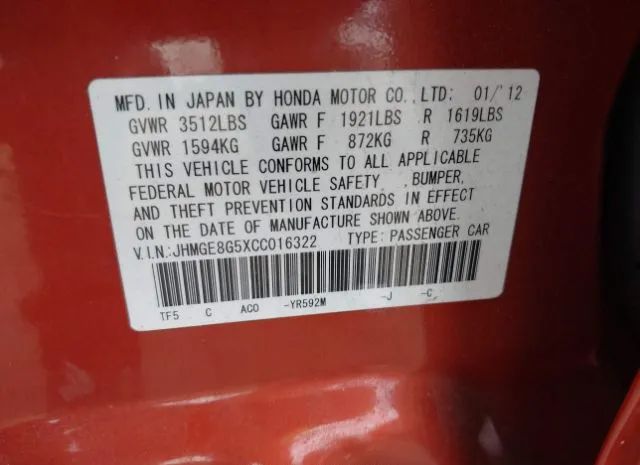 MFD. IN JAPAN BY HONDA MOTOR CO.,LTD: 01/'12
GVWR 3512LBS GAWR F 1921LBS R 1619LBS
GVWR 1594KG GAWR F 872KG R 735KG
THIS VEHICLE CONFORMS TO ALL APPLICABLE
FEDERAL MOTOR VEHICLE SAFETY , BUMPER,
AND THEFT PREVENTION STANDARDS IN EFFECT
ON THE DATE OF MANUFACTURE SHOWN ABOVE.
V.I.N.:JHMGE8G5XCC016322 TYPE:PASSENGER CAR
TF5 C AC0 -YR592M -J -C